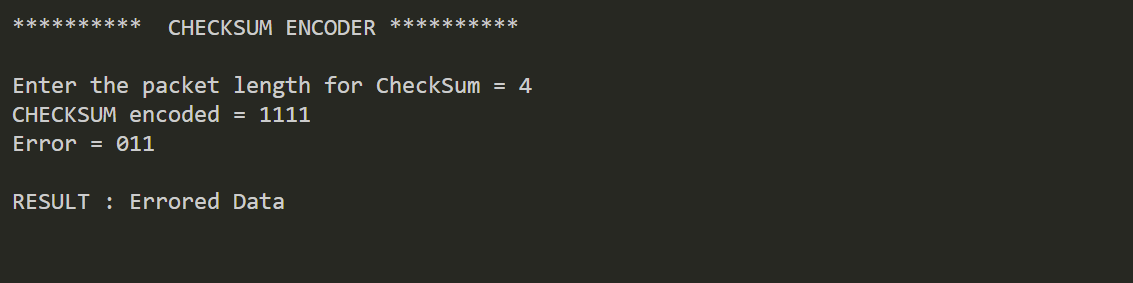 **********  CHECKSUM ENCODER **********
Enter the packet length for CheckSum = 4
CHECKSUM encoded = 1111
Error = 011
RESULT : Errored Data